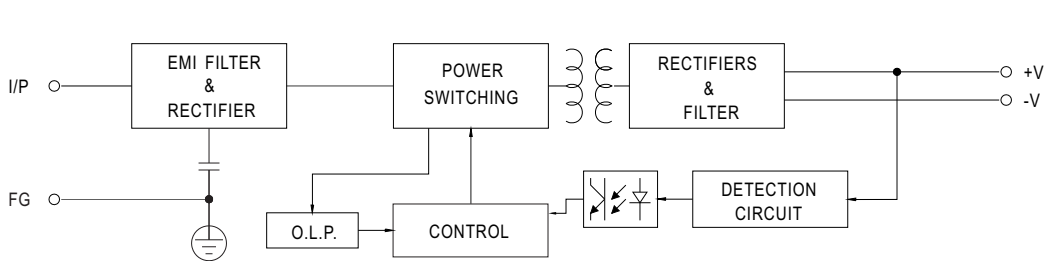 EMI FILTER
&
RECTIFIER
POWER
SWITCHING
RECTIFIERS
&
FILTER
I/P
+V
-V
FG
O.L.P.
CONTROL
DETECTION
CIRCUIT